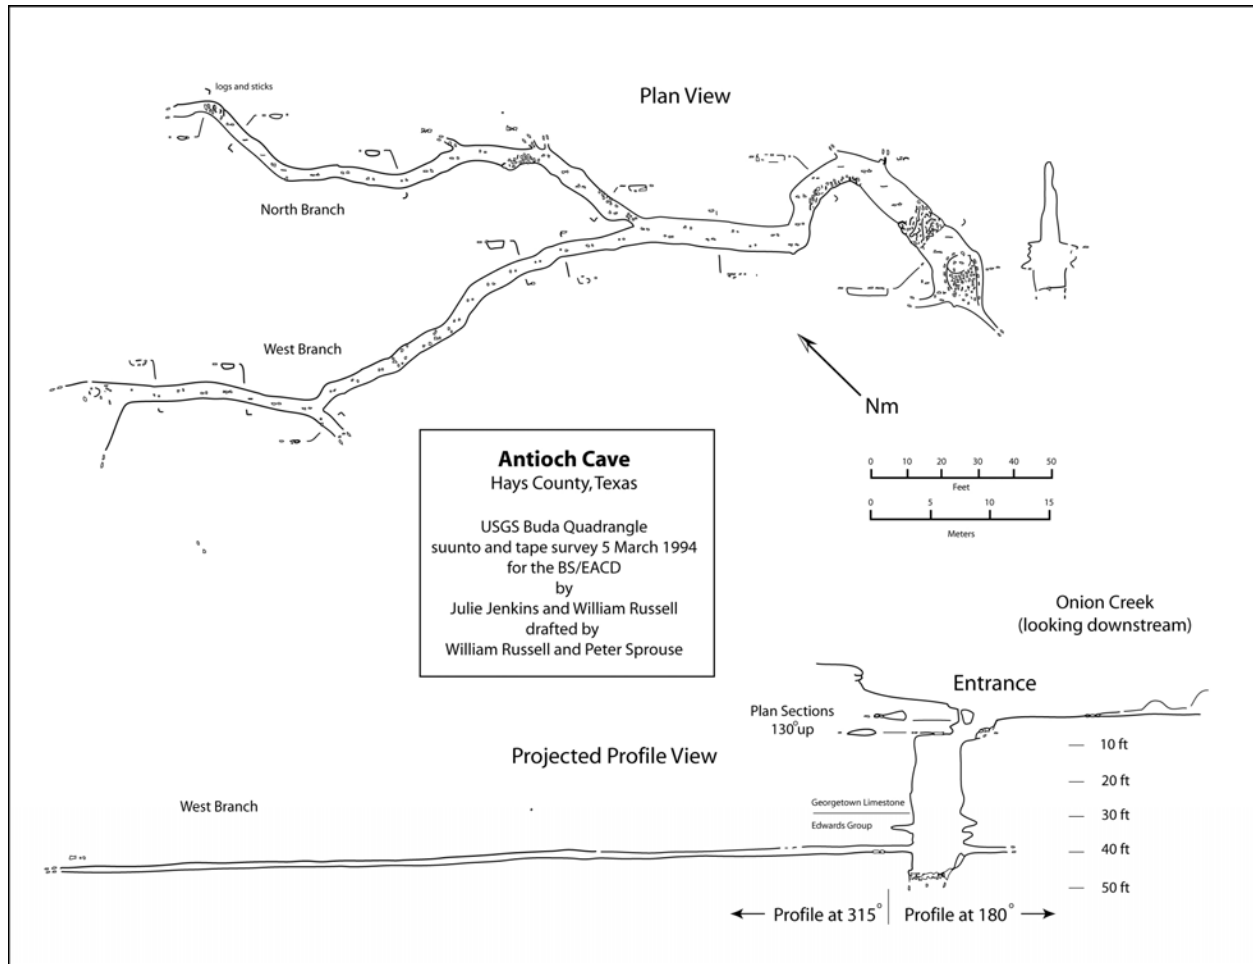 logs and sticks
Plan View
North Branch
West Branch
Nm
0 10 20 30 40 50
Feet
0 5 10 15
Meters
Antioch Cave
Hays County, Texas
USGS Buda Quadrangle
suunto and tape survey 5 March 1994
for the BS/EACD
by
Julie Jenkins and William Russell
drafted by
William Russell and Peter Sprouse
Onion Creek
(looking downstream)
Entrance
Plan Sections
130° up
10 ft
20 ft
30 ft
40 ft
50 ft
Projected Profile View
West Branch
Georgetown Limestone
Edwards Group
Profile at 315°
Profile at 180°